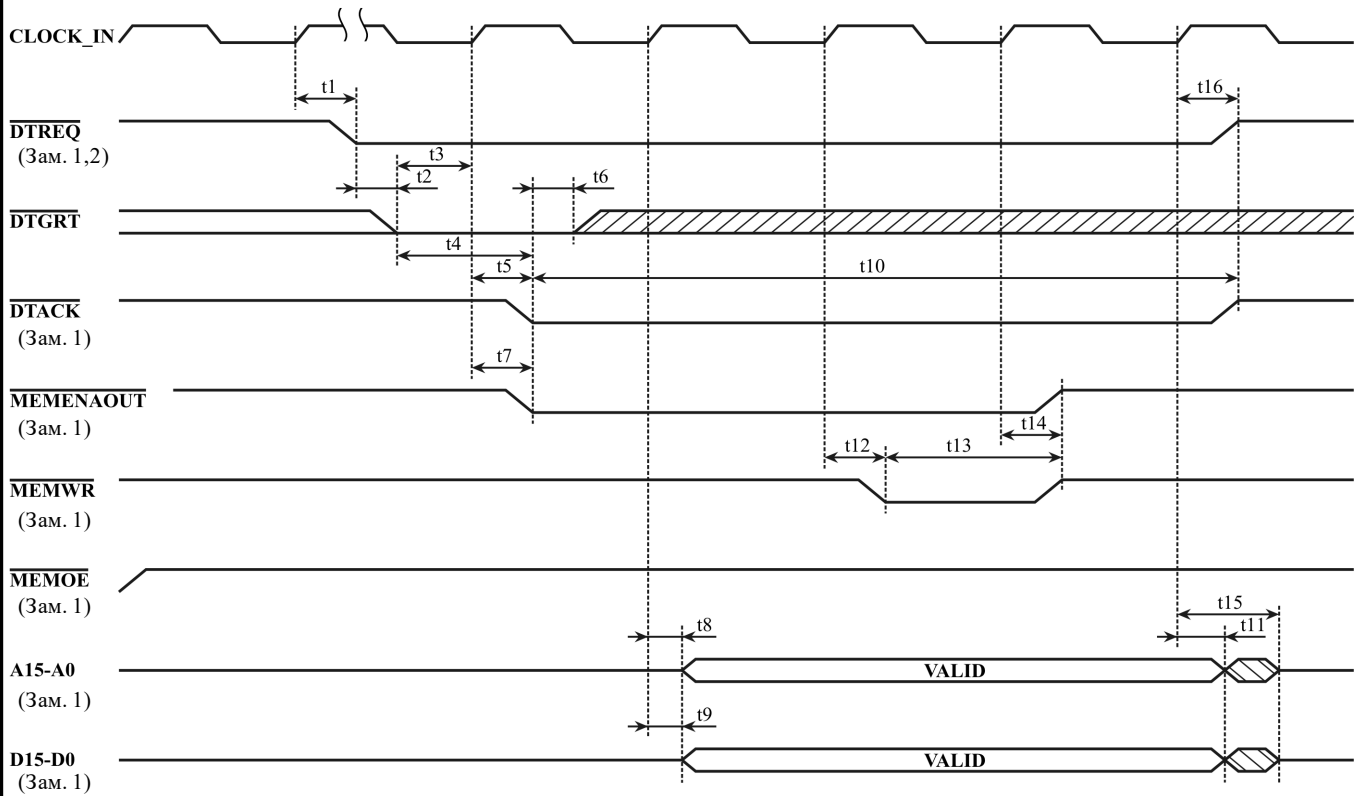 CLOCK_IN
t1
t16
DTREQ
(Зам. 1,2)
t3
t2
t6
DTGRT
t4
t5
t10
DTACK
(Зам. 1)
t7
MEMENAOUT
(Зам. 1)
t14
t12
t13
MEMWR
(Зам. 1)
MEMOE
(Зам. 1)
t15
t8
t11
A15-A0
VALID
(Зам. 1)
t9
D15-D0
VALID
(Зам. 1)